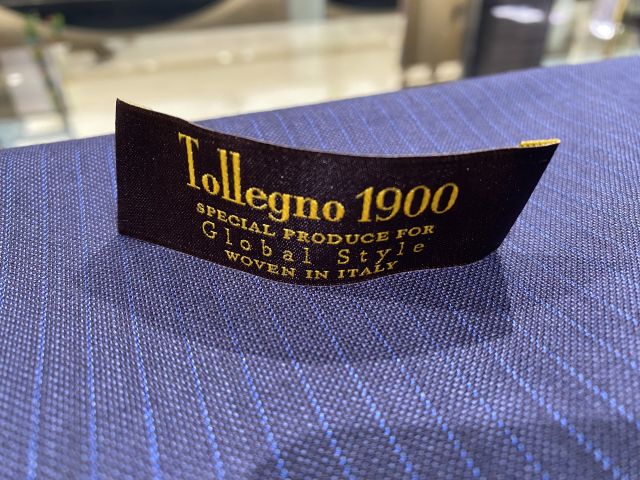 Tollegno 1900
SPECIAL PRODUCE FOR
Global Style
WOVEN IN ITALY